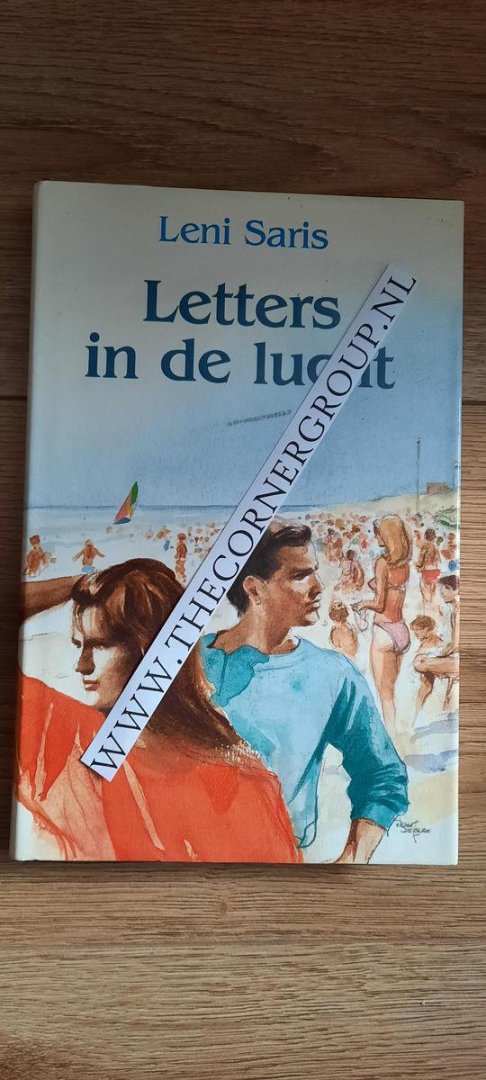 Leni Saris
Letters
in de lucht
WWW.THECORNERGROUP.NL